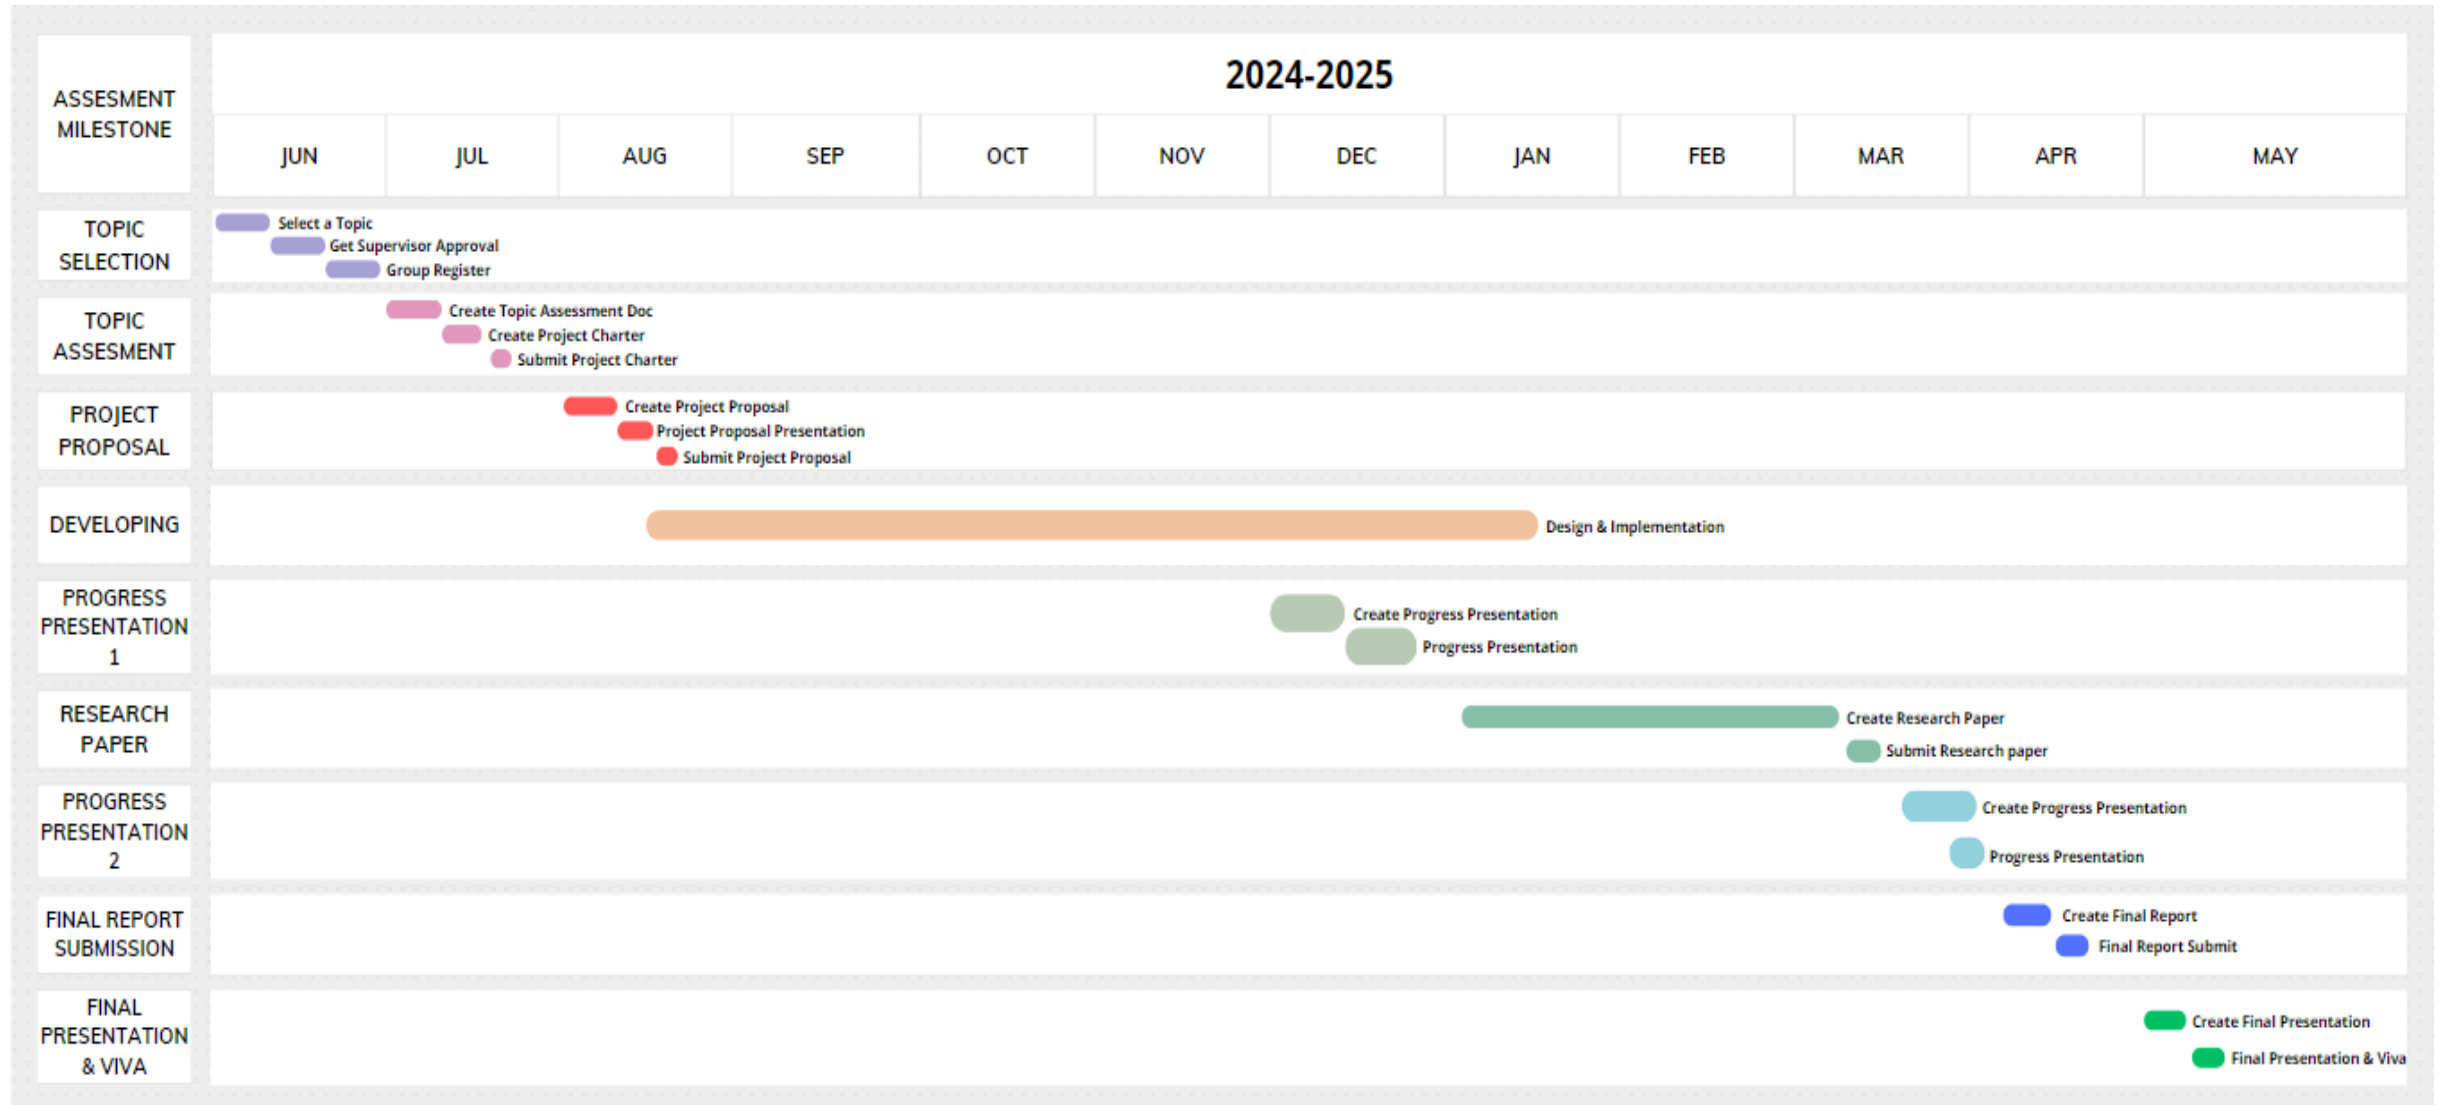 2024-2025
ASSESMENT
MILESTONE
JUN JUL AUG SEP OCT NOV DEC JAN FEB MAR APR MAY
TOPIC
SELECTION
Select a Topic
Get Supervisor Approval
Group Register
TOPIC
ASSESMENT
Create Topic Assessment Doc
Create Project Charter
Submit Project Charter
PROJECT
PROPOSAL
Create Project Proposal
Project Proposal Presentation
Submit Project Proposal
DEVELOPING
Design & Implementation
PROGRESS
PRESENTATION
1
Create Progress Presentation
Progress Presentation
RESEARCH
PAPER
Create Research Paper
Submit Research paper
PROGRESS
PRESENTATION
2
Create Progress Presentation
Progress Presentation
FINAL REPORT
SUBMISSION
Create Final Report
Final Report Submit
FINAL
PRESENTATION
& VIVA
Create Final Presentation
Final Presentation & Viva